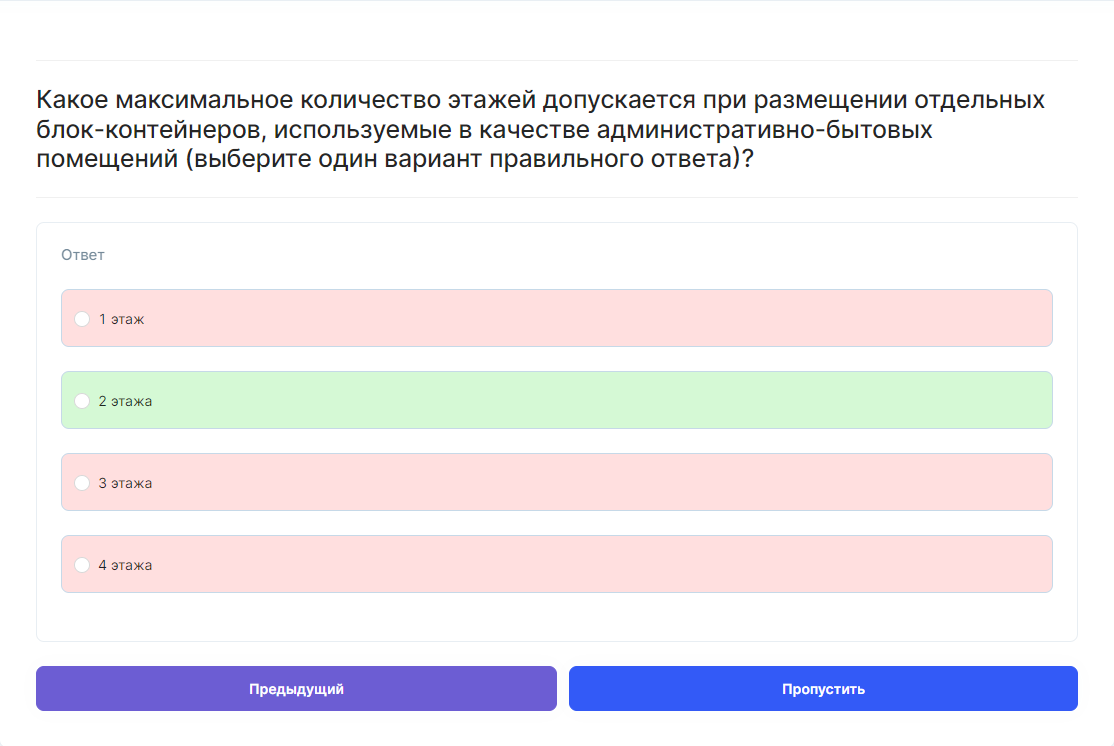 Какое максимальное количество этажей допускается при размещении отдельных
блок-контейнеров, используемые в качестве административно-бытовых
помещений (выберите один вариант правильного ответа)?
Ответ
1 этаж
2 этажа
3 этажа
4 этажа
Предыдущий
Пропустить